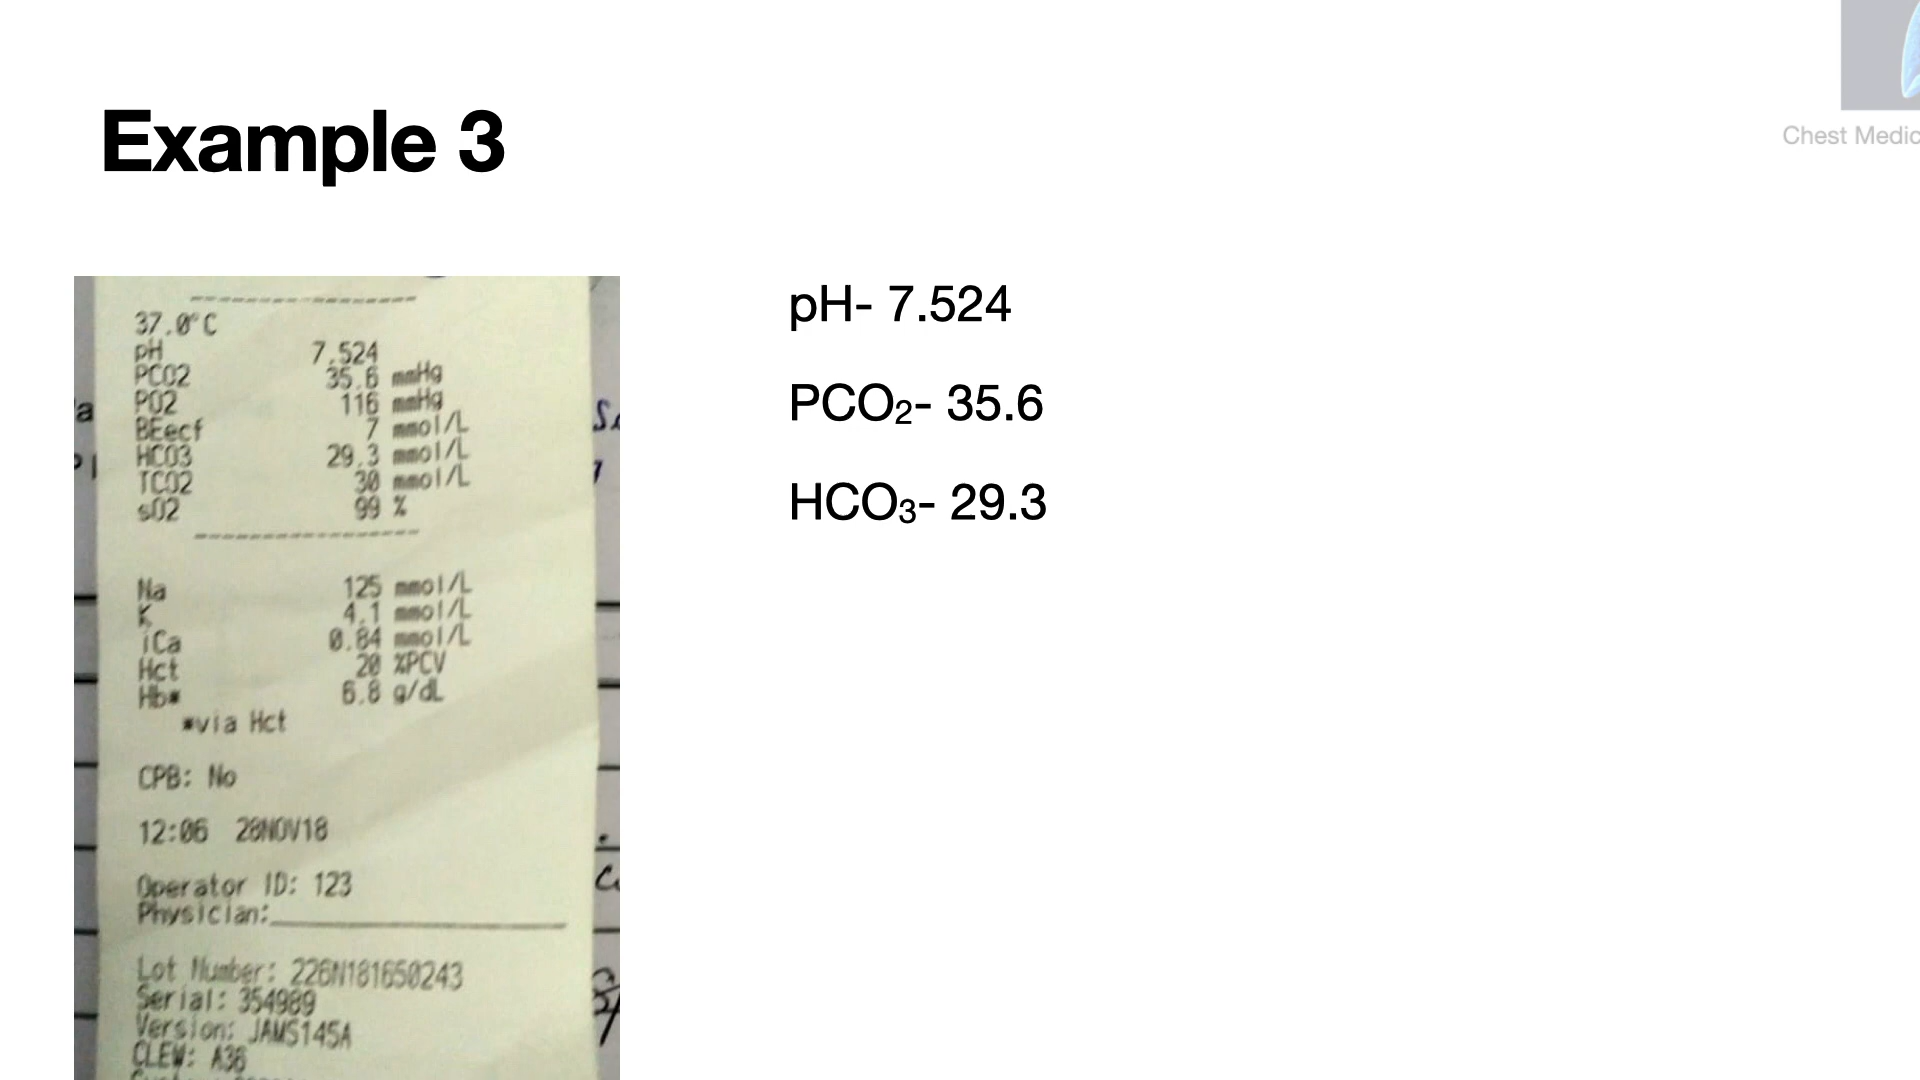 Example 3
Chest Medic
37.0°C
pH 7.524
PCO2 35.6 mmHg
PO2 116 mmHg
BEecf 7 mmol/L
HCO3 29.3 mmol/L
TCO2 30 mmol/L
sO2 99 %
Na 125 mmol/L
K 4.1 mmol/L
iCa 0.84 mmol/L
Hct 20 %PCV
Hb* 6.8 g/dL
*via Hct
CPB: No
12:06 28NOV18
Operator ID: 123
Physician:
Lot Number: 226N181650243
Serial: 354989
Version: JAMS145A
CLEW: A36
pH- 7.524
PCO₂- 35.6
HCO₃- 29.3